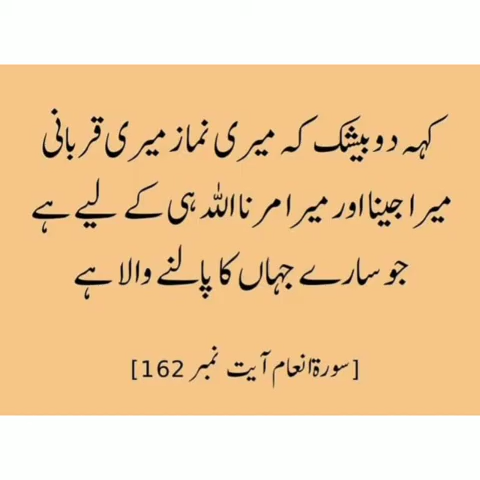 کہہ دو بیشک کہ میری نماز میری قربانی
میرا جینا اور میرا مرنا اللہ ہی کے لیے ہے
جو سارے جہاں کا پالنے والا ہے
[سورۃ انعام آیت نمبر 162]